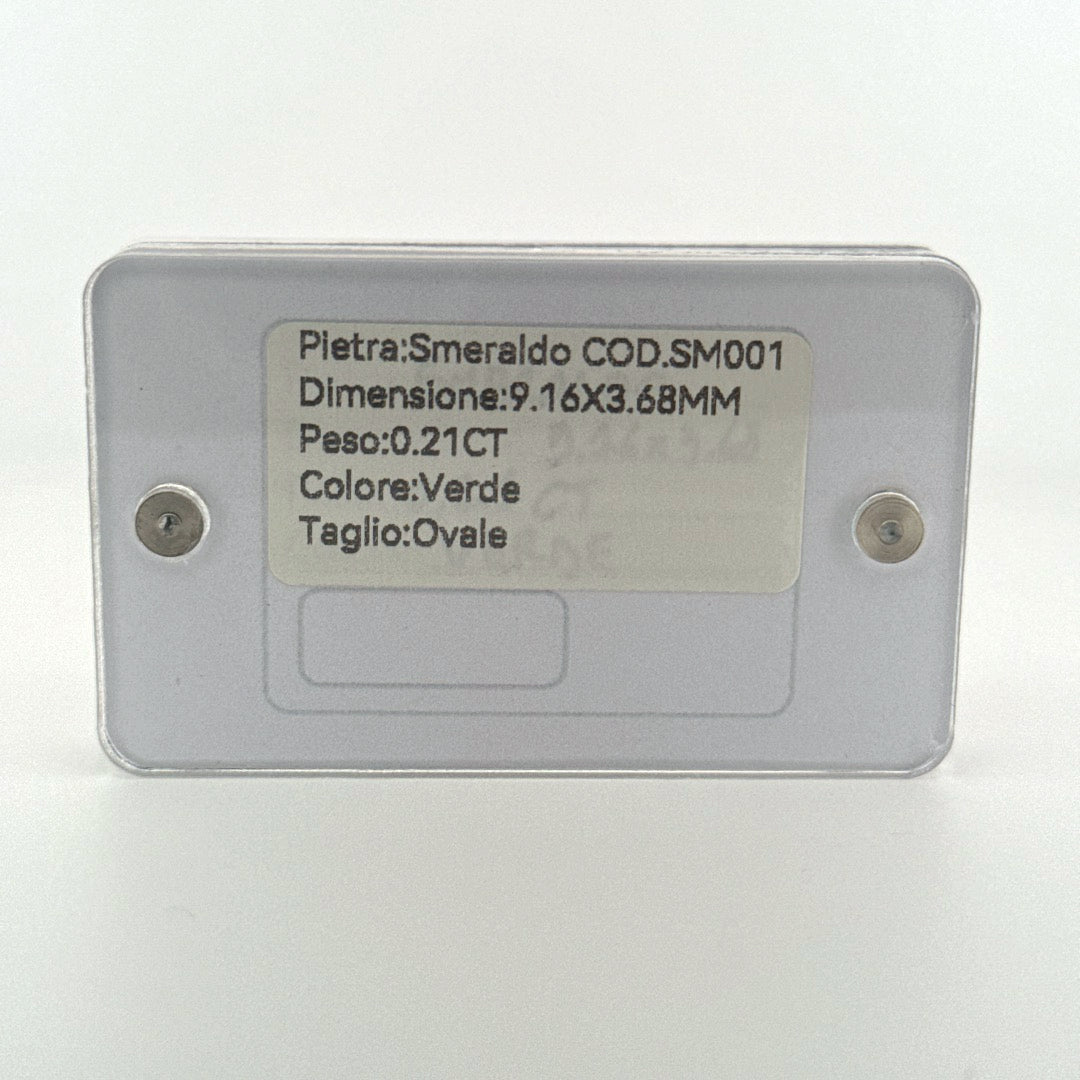 Pietra:Smeraldo COD.SM001
Dimensione:9.16X3.68MM
Peso:0.21CT
Colore:Verde
Taglio:Ovale